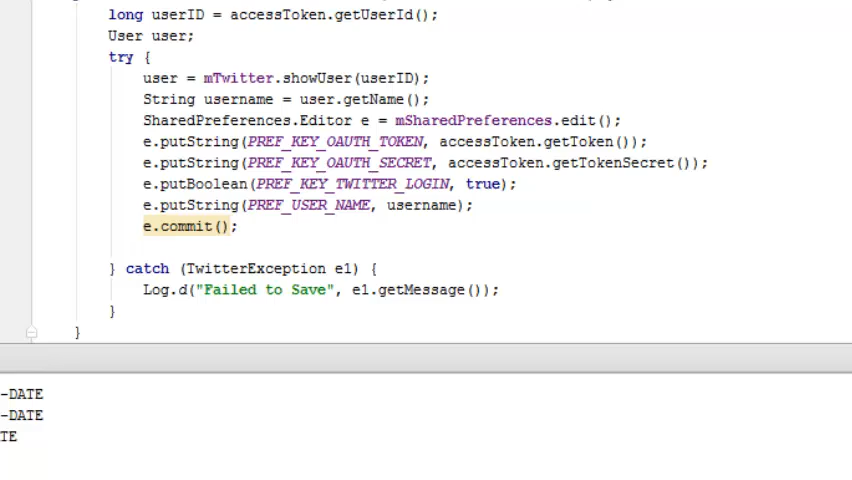 long userID = accessToken.getUserId();
User user;
try {
user = mTwitter.showUser(userID);
String username = user.getName();
SharedPreferences.Editor e = mSharedPreferences.edit();
e.putString(PREF_KEY_OAUTH_TOKEN, accessToken.getToken());
e.putString(PREF_KEY_OAUTH_SECRET, accessToken.getTokenSecret());
e.putBoolean(PREF_KEY_TWITTER_LOGIN, true);
e.putString(PREF_USER_NAME, username);
e.commit();
} catch (TwitterException e1) {
Log.d("Failed to Save", e1.getMessage());
}
}
-DATE
-DATE
TE